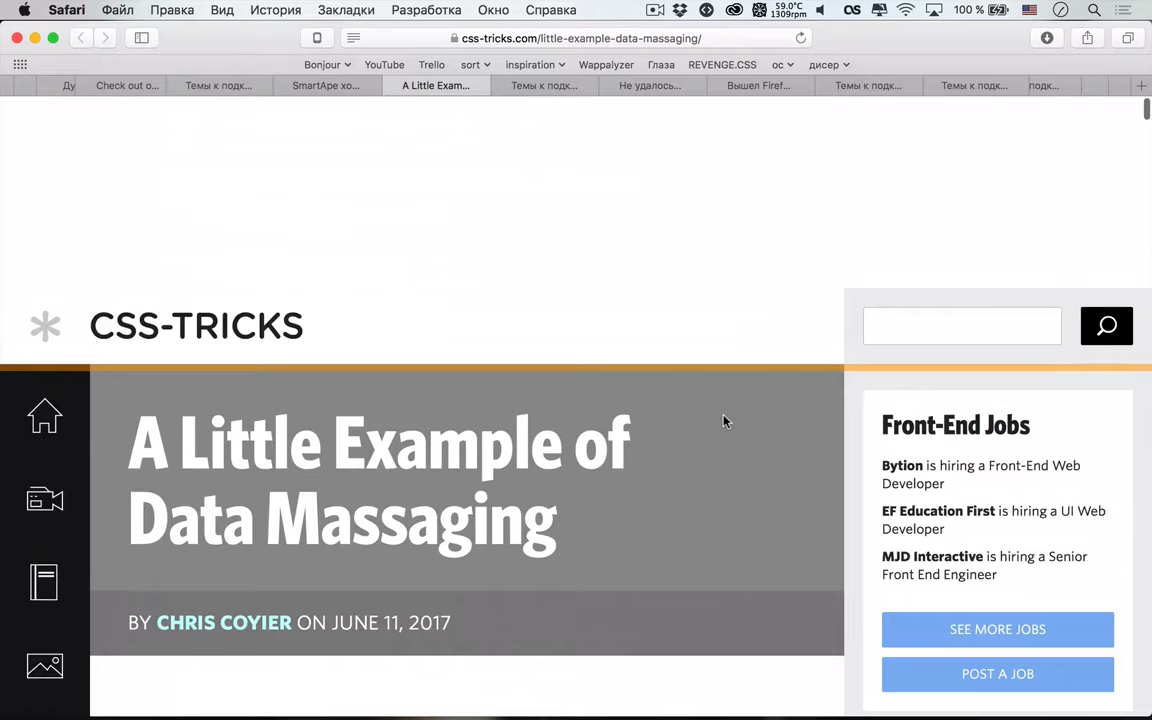 Safari Файл Правка Вид История Закладки Разработка Окно Справка 59.0°C 1309rpm 100 %
css-tricks.com/little-example-data-massaging/
Bonjour YouTube Trello sort inspiration Wappalyzer Глаза REVENGE.CSS ос дисер
Ду Check out o... Темы к подк... SmartApe хо... A Little Exam... Темы к подк... Не удалось... Вышел Firef... Темы к подк... Темы к подк... подк...
CSS-TRICKS
A Little Example of
Data Massaging
BY CHRIS COYIER ON JUNE 11, 2017
Front-End Jobs
Bytion is hiring a Front-End Web
Developer
EF Education First is hiring a UI Web
Developer
MJD Interactive is hiring a Senior
Front End Engineer
SEE MORE JOBS
POST A JOB